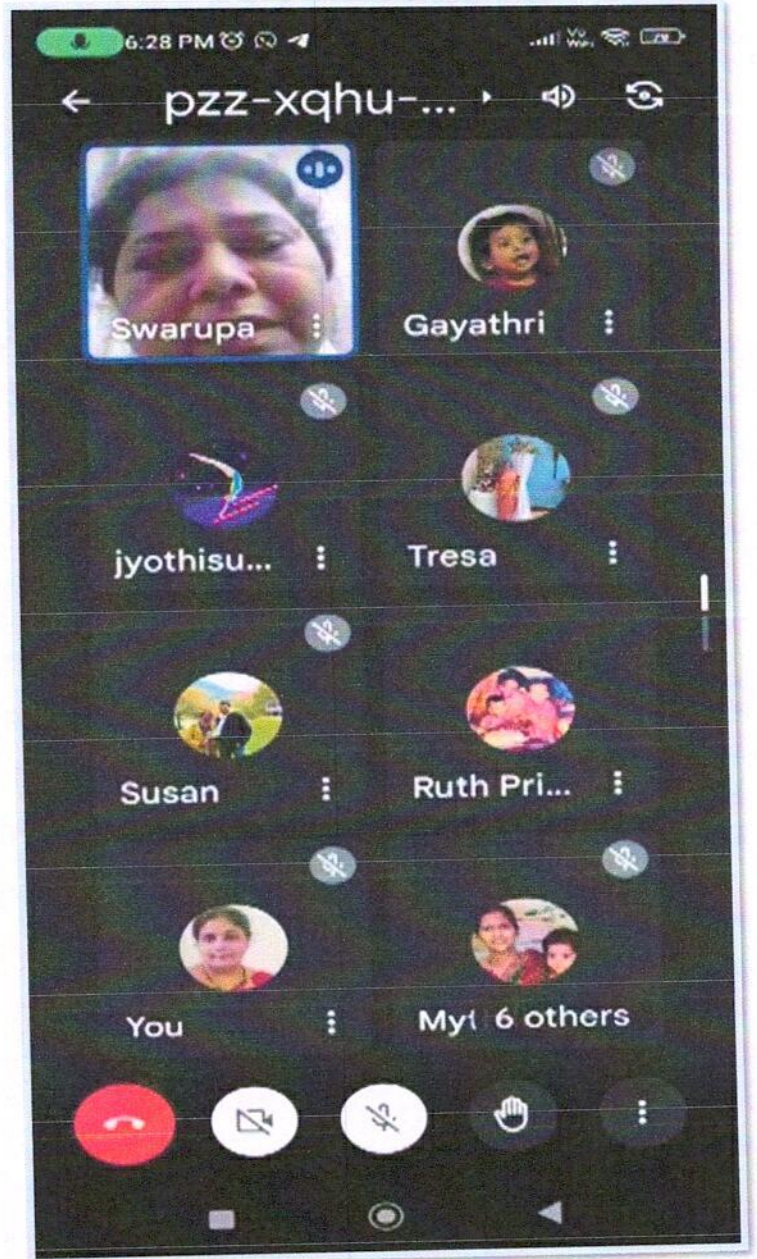 6:28 PM
pzz-xqhu-...
Swarupa
Gayathri
jyothisu...
Tresa
Susan
Ruth Pri...
You
6 others